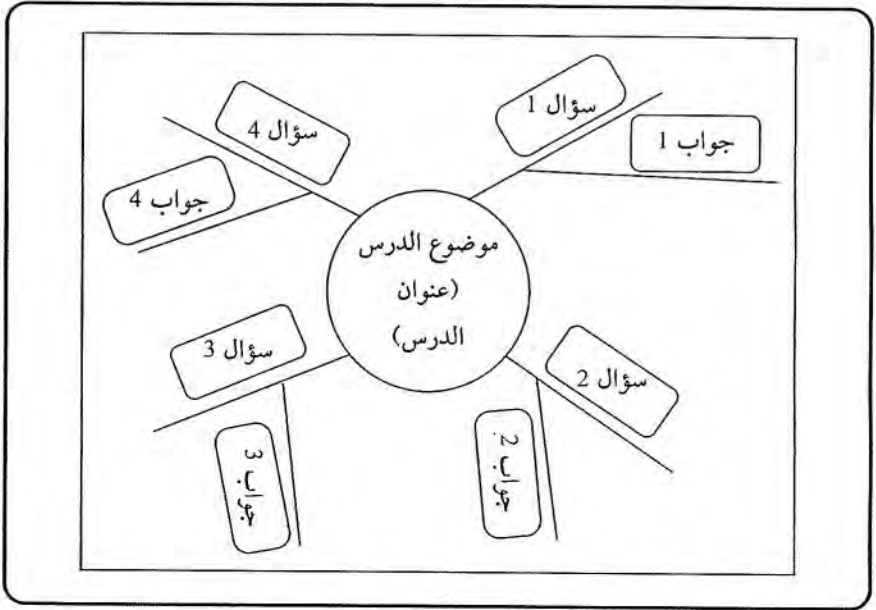 سؤال 1
جواب 1
سؤال 4
جواب 4
موضوع الدرس
(عنوان
الدرس)
سؤال 3
جواب 3
سؤال 2
جواب 2